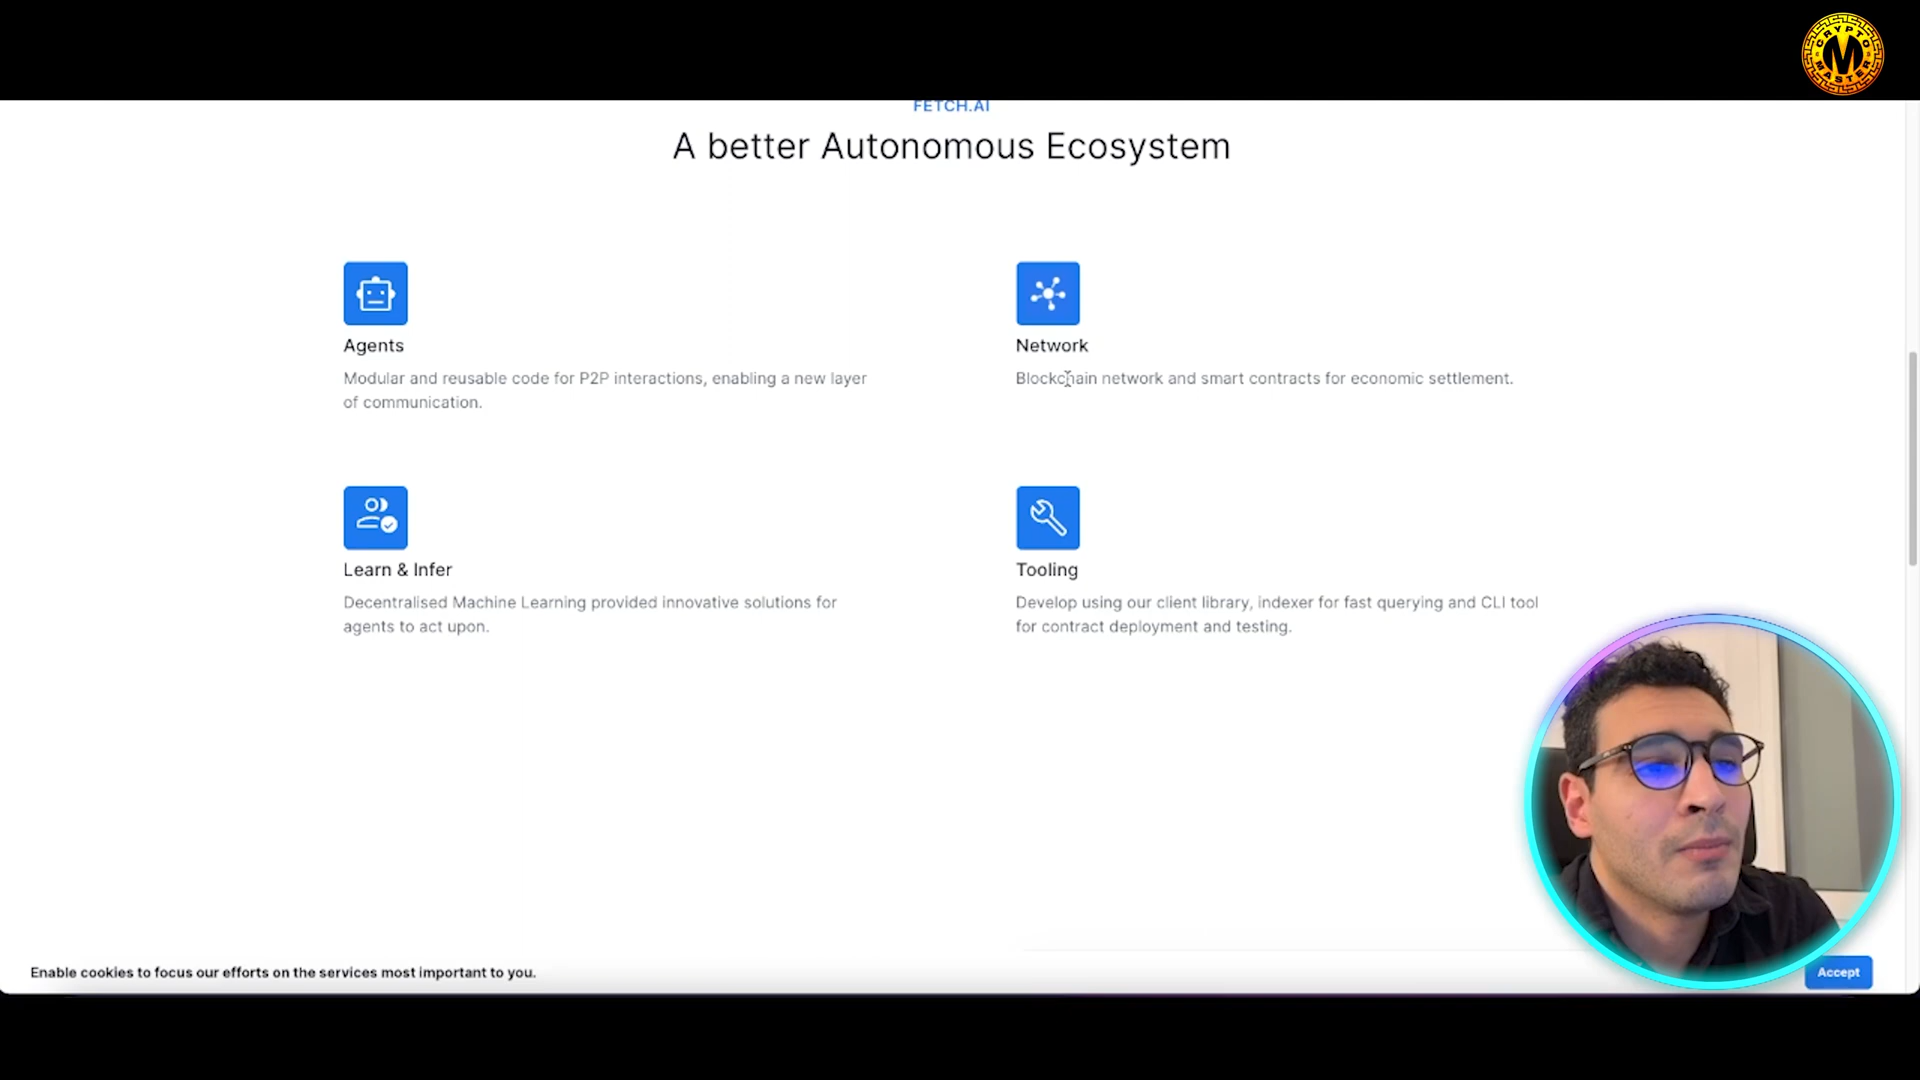 CRYPTO
M
MASTER
FETCH.AI
A better Autonomous Ecosystem
Agents
Modular and reusable code for P2P interactions, enabling a new layer
of communication.
Network
Blockchain network and smart contracts for economic settlement.
Learn & Infer
Decentralised Machine Learning provided innovative solutions for
agents to act upon.
Tooling
Develop using our client library, indexer for fast querying and CLI tool
for contract deployment and testing.
Enable cookies to focus our efforts on the services most important to you.
Accept